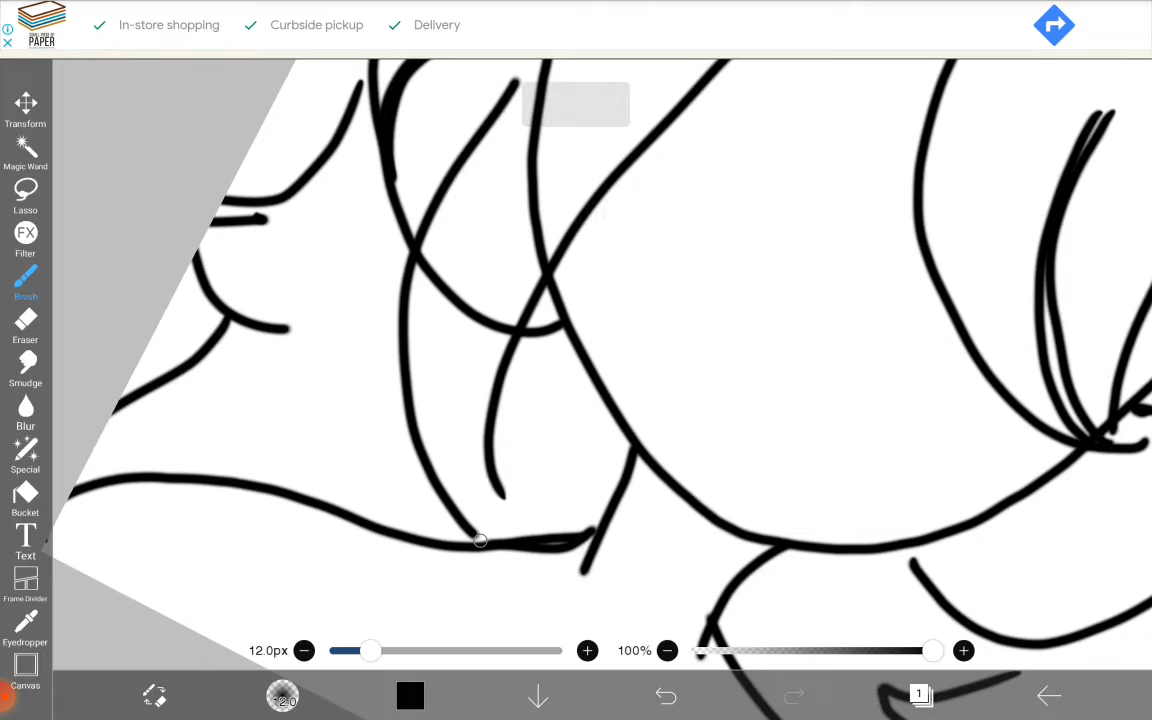 In-store shopping
Curbside pickup
Delivery
PAPER
Transform
Magic Wand
Lasso
FX
Filter
Brush
Eraser
Smudge
Blur
Special
Bucket
T
Text
Frame Divider
Eyedropper
Canvas
12.0px
100%
12.0
1